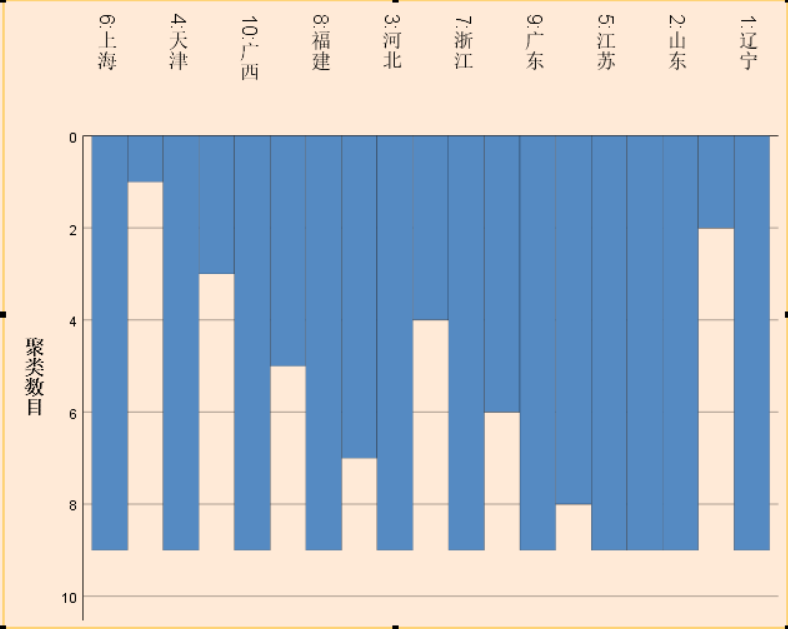 6:上海
4:天津
10:广西
8:福建
3:河北
7:浙江
9:广东
5:江苏
2:山东
1:辽宁
0
2
4
6
8
10
聚类数目